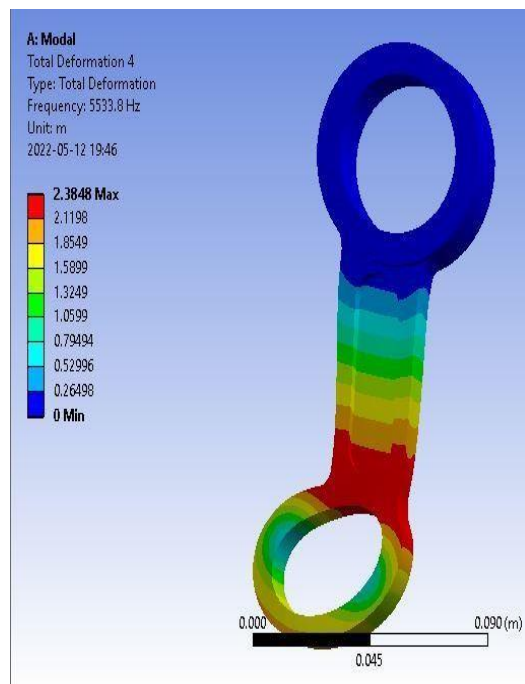 A: Modal
Total Deformation 4
Type: Total Deformation
Frequency: 5533.8 Hz
Unit: m
2022-05-12 19:46
2.3848 Max
2.1198
1.8549
1.5899
1.3249
1.0599
0.79494
0.52996
0.26498
0 Min
0.000
0.090 (m)
0.045